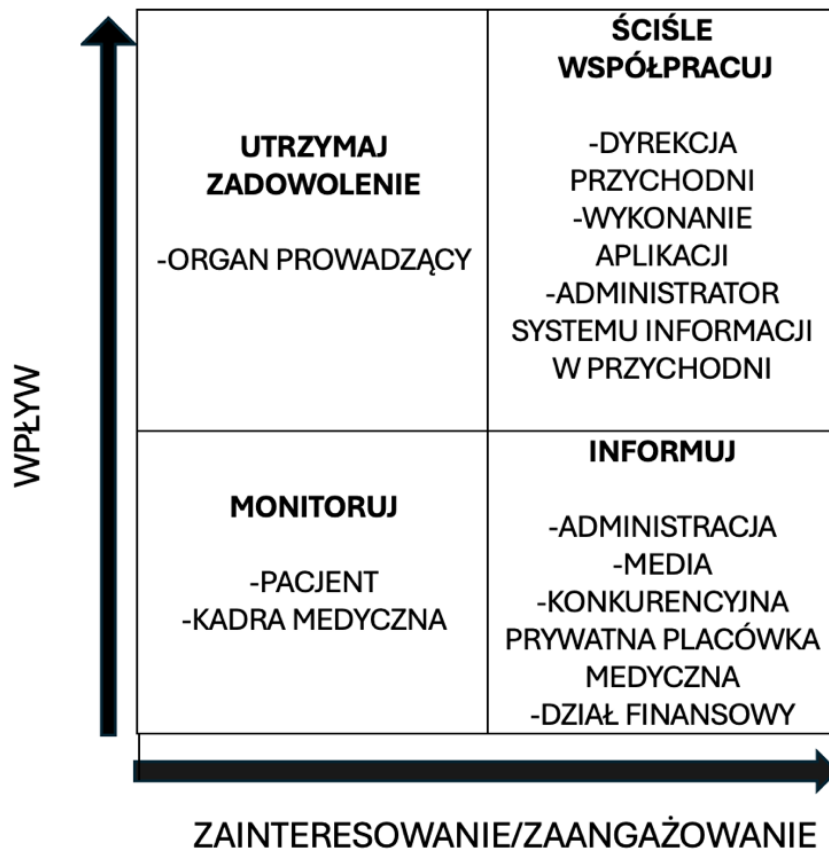 UTRZYMAJ
ZADOWOLENIE
-ORGAN PROWADZĄCY
ŚCIŚLE
WSPÓŁPRACUJ
-DYREKCJA
PRZYCHODNI
-WYKONANIE
APLIKACJI
-ADMINISTRATOR
SYSTEMU INFORMACJI
W PRZYCHODNI
WPŁYW
MONITORUJ
-PACJENT
-KADRA MEDYCZNA
INFORMUJ
-ADMINISTRACJA
-MEDIA
-KONKURENCYJNA
PRYWATNA PLACÓWKA
MEDYCZNA
-DZIAŁ FINANSOWY
ZAINTERESOWANIE/ZAANGAŻOWANIE